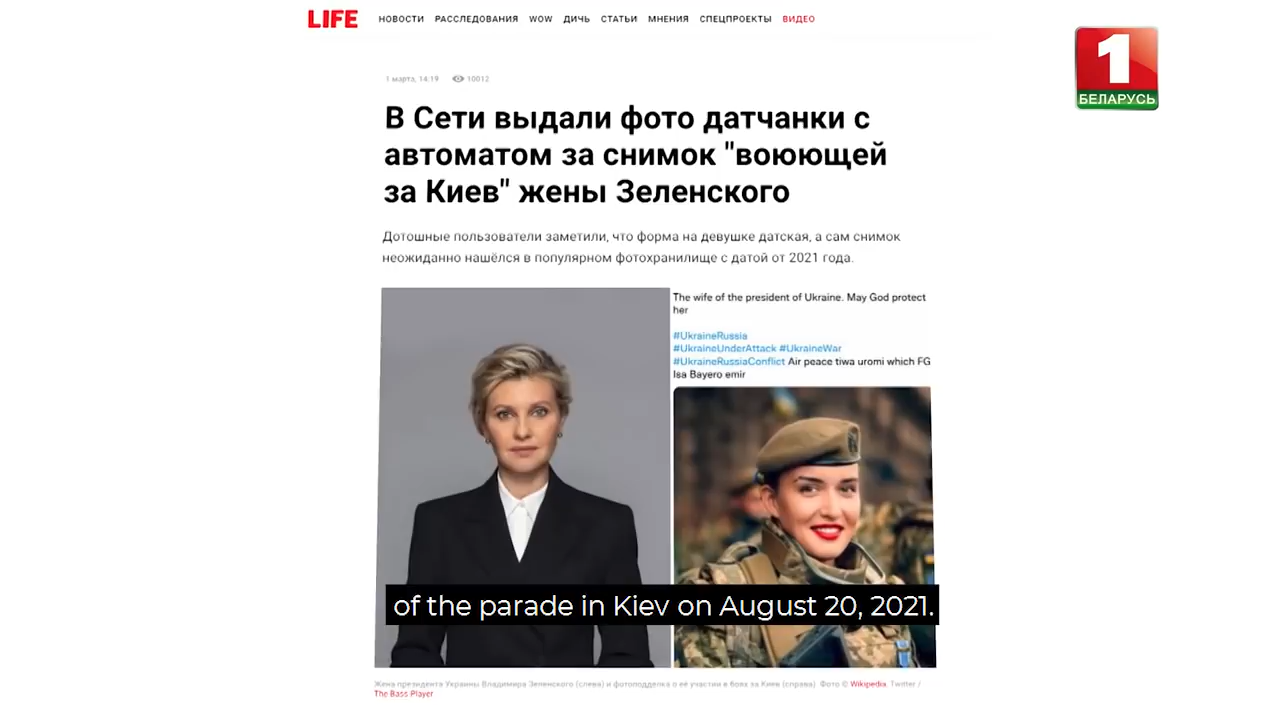 LIFE НОВОСТИ РАССЛЕДОВАНИЯ WOW ДИЧЬ СТАТЬИ МНЕНИЯ СПЕЦПРОЕКТЫ ВИДЕО
1
БЕЛАРУСЬ
1 марта, 14:19 10012
В Сети выдали фото датчанки с
автоматом за снимок "воюющей
за Киев" жены Зеленского
Дотошные пользователи заметили, что форма на девушке датская, а сам снимок
неожиданно нашёлся в популярном фотохранилище с датой от 2021 года.
The wife of the president of Ukraine. May God protect
her
#UkraineRussia
#UkraineUnderAttack #UkraineWar
#UkraineRussiaConflict Air peace tiwa uromi which FG
Isa Bayero emir
of the parade in Kiev on August 20, 2021.
Жена президента Украины Владимира Зеленского (слева) и фотоподделка о её участии в боях за Киев (справа). Фото © Wikipedia, Twitter /
The Bass Player